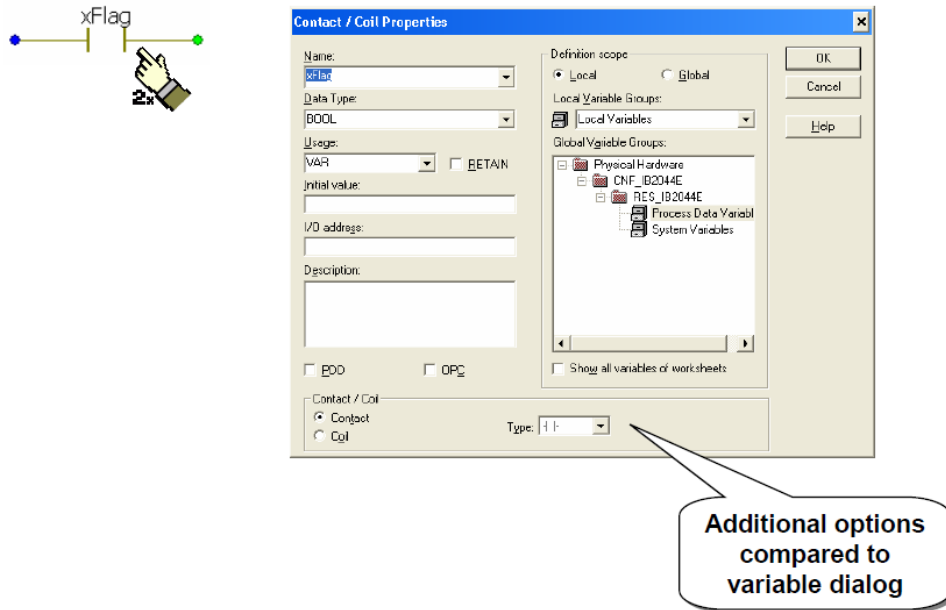 xFlag
2x
Contact / Coil Properties
Name:
xFlag
Data Type:
BOOL
Usage:
VAR
RETAIN
Initial value:
I/O address:
Description:
PDD
OPC
Definition scope
Local
Global
Local Variable Groups:
Local Variables
Global Variable Groups:
Physical Hardware
CNF_IB2044E
RES_IB2044E
Process Data Variabl
System Variables
Show all variables of worksheets
OK
Cancel
Help
Contact / Coil
Contact
Coil
Type:
Additional options
compared to
variable dialog